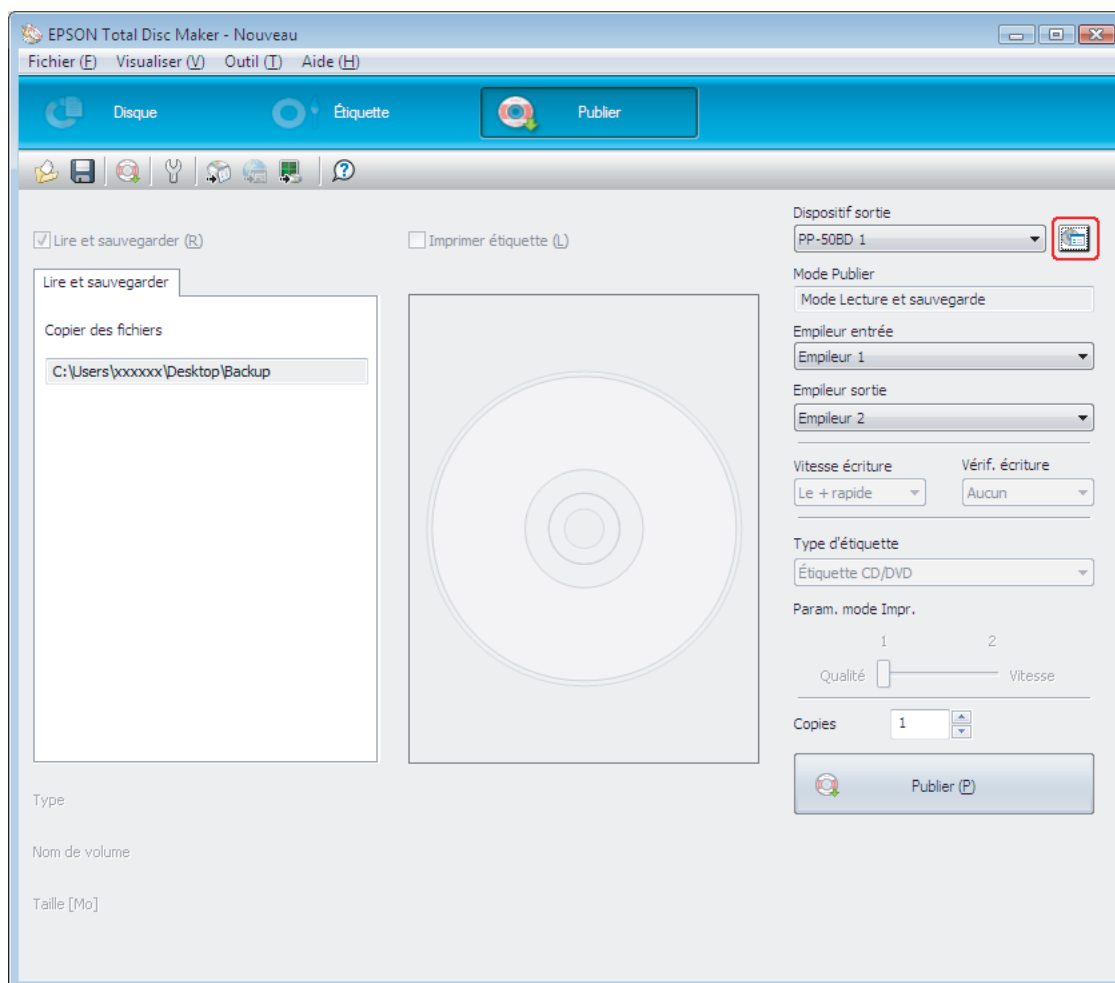 EPSON Total Disc Maker - Nouveau
Fichier (F) Visualiser (V) Outil (T) Aide (H)
Disque Étiquette Publier
Lire et sauvegarder (R)
Imprimer étiquette (L)
Lire et sauvegarder
Copier des fichiers
C:\Users\xxxxxx\Desktop\Backup
Dispositif sortie
PP-50BD 1
Mode Publier
Mode Lecture et sauvegarde
Empileur entrée
Empileur 1
Empileur sortie
Empileur 2
Vitesse écriture Vérif. écriture
Le + rapide Aucun
Type d'étiquette
Étiquette CD/DVD
Param. mode Impr.
1 2
Qualité Vitesse
Copies 1
Publier (P)
Type
Nom de volume
Taille [Mo]